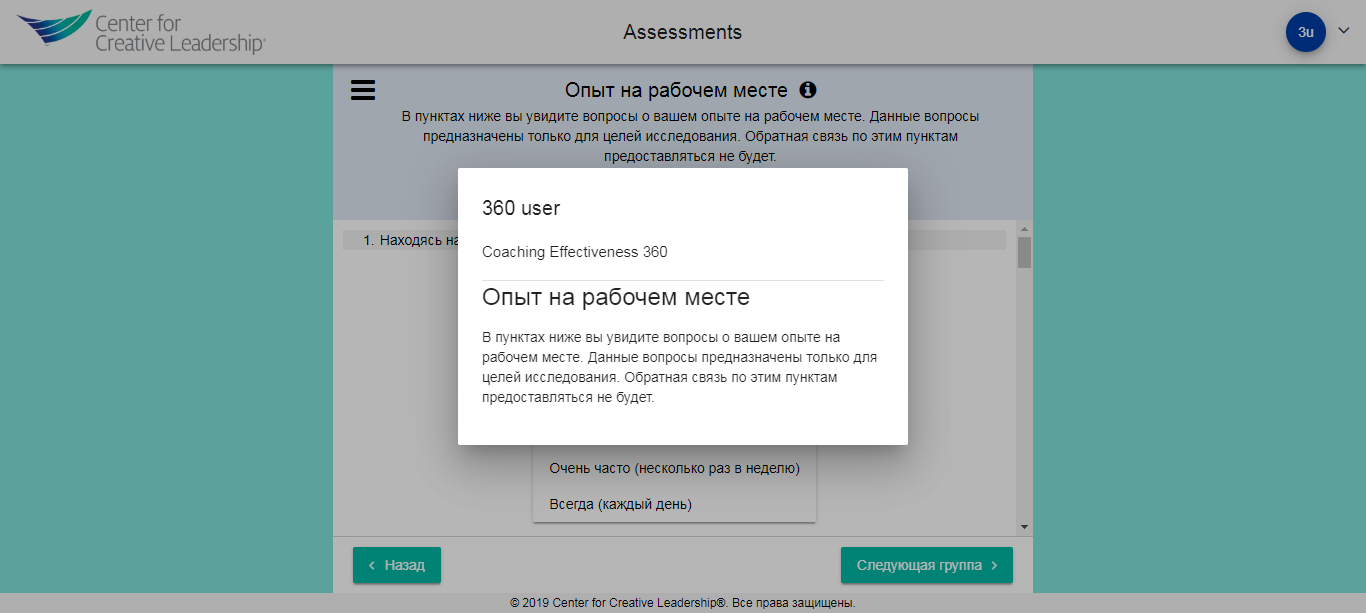 Center for
Creative Leadership®
Assessments
3u
Опыт на рабочем месте
В пунктах ниже вы увидите вопросы о вашем опыте на рабочем месте. Данные вопросы
предназначены только для целей исследования. Обратная связь по этим пунктам
предоставляться не будет.
1. Находясь
360 user
Coaching Effectiveness 360
Опыт на рабочем месте
В пунктах ниже вы увидите вопросы о вашем опыте на
рабочем месте. Данные вопросы предназначены только для
целей исследования. Обратная связь по этим пунктам
предоставляться не будет.
Очень часто (несколько раз в неделю)
Всегда (каждый день)
Назад
Следующая группа
© 2019 Center for Creative Leadership®. Все права защищены.